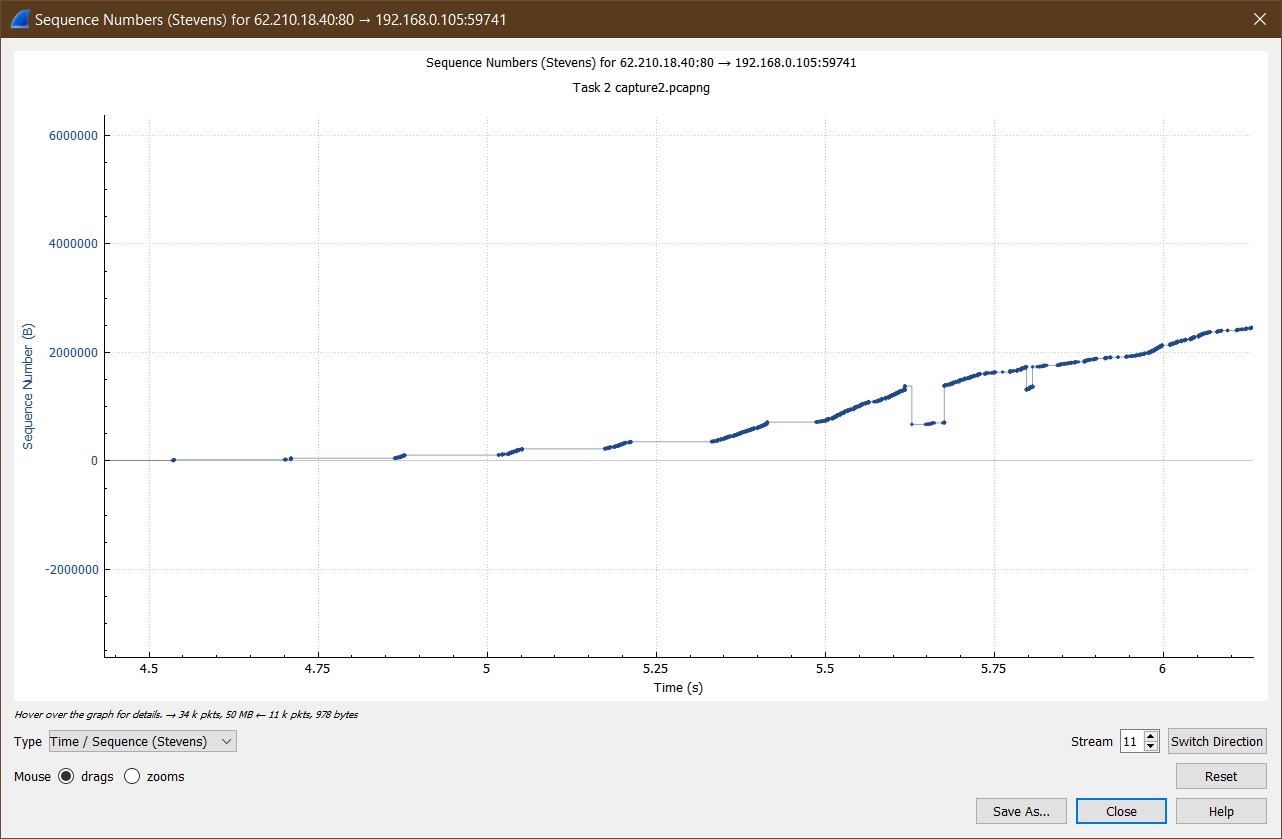 Sequence Numbers (Stevens) for 62.210.18.40:80 → 192.168.0.105:59741
Sequence Numbers (Stevens) for 62.210.18.40:80 → 192.168.0.105:59741
Task 2 capture2.pcapng
6000000
4000000
2000000
0
-2000000
Sequence Number (B)
4.5 4.75 5 5.25 5.5 5.75 6
Time (s)
Hover over the graph for details. → 34 k pkts, 50 MB ← 11 k pkts, 978 bytes
Type Time / Sequence (Stevens) Stream 11 Switch Direction
Mouse drags zooms Reset
Save As... Close Help